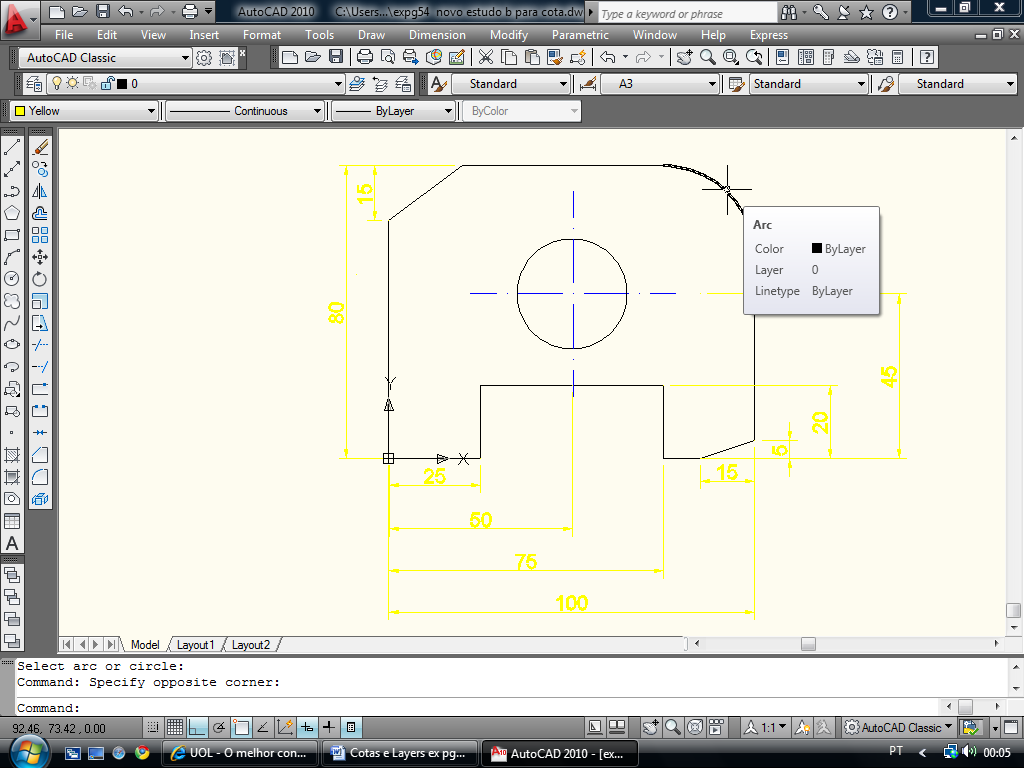 AutoCAD 2010 C:\Users...\expg54 novo estudo b para cota.dw
Type a keyword or phrase
File Edit View Insert Format Tools Draw Dimension Modify Parametric Window Help Express
AutoCAD Classic
0 Standard A3 Standard Standard
Yellow Continuous ByLayer ByColor
15
Arc
Color ByLayer
Layer 0
Linetype ByLayer
80
45
Y
20
5
X
25
15
50
75
100
A
Model Layout1 Layout2
Select arc or circle:
Command: Specify opposite corner:
Command:
92.46, 73.42, 0.00 1:1 AutoCAD Classic
UOL - O melhor con... Cotas e Layers ex pg... AutoCAD 2010 - [ex... PT 00:05